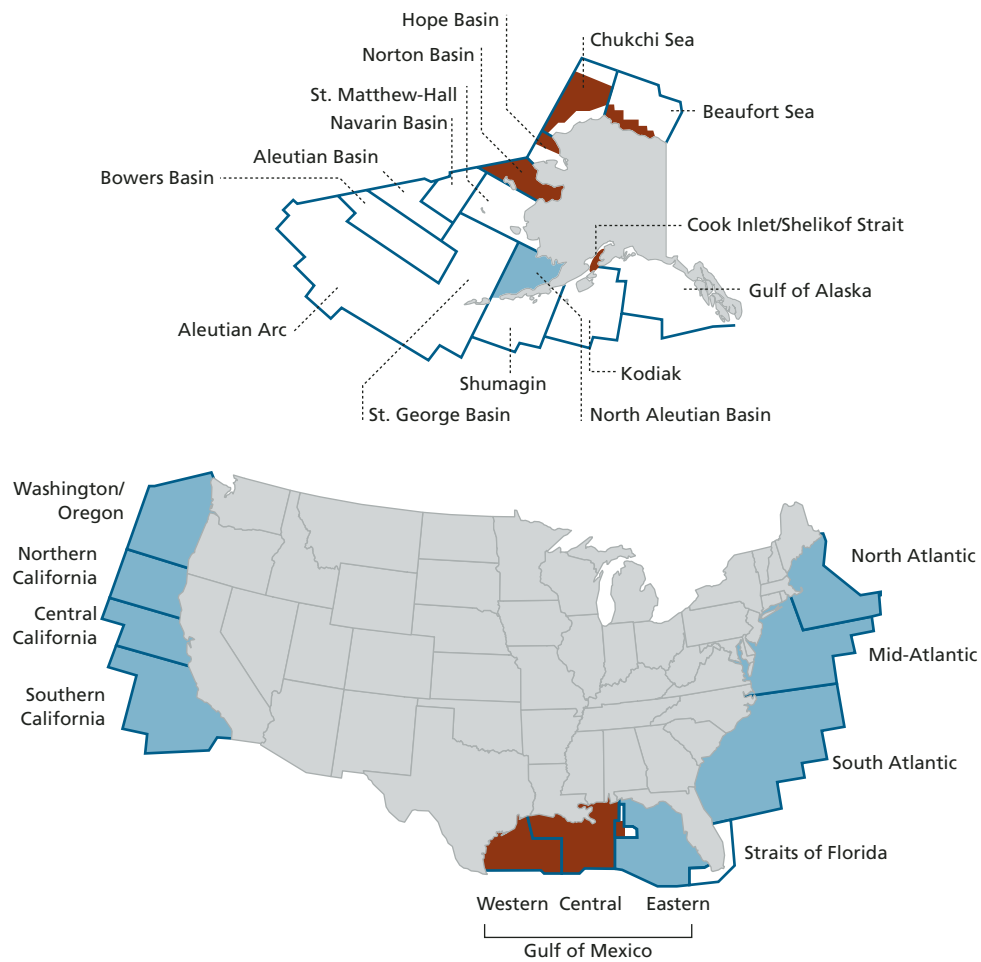 Hope Basin
Chukchi Sea
Norton Basin
St. Matthew-Hall
Beaufort Sea
Navarin Basin
Aleutian Basin
Bowers Basin
Cook Inlet/Shelikof Strait
Gulf of Alaska
Aleutian Arc
Kodiak
Shumagin
St. George Basin
North Aleutian Basin
Washington/
Oregon
Northern
California
Central
California
Southern
California
North Atlantic
Mid-Atlantic
South Atlantic
Straits of Florida
Western Central Eastern
Gulf of Mexico